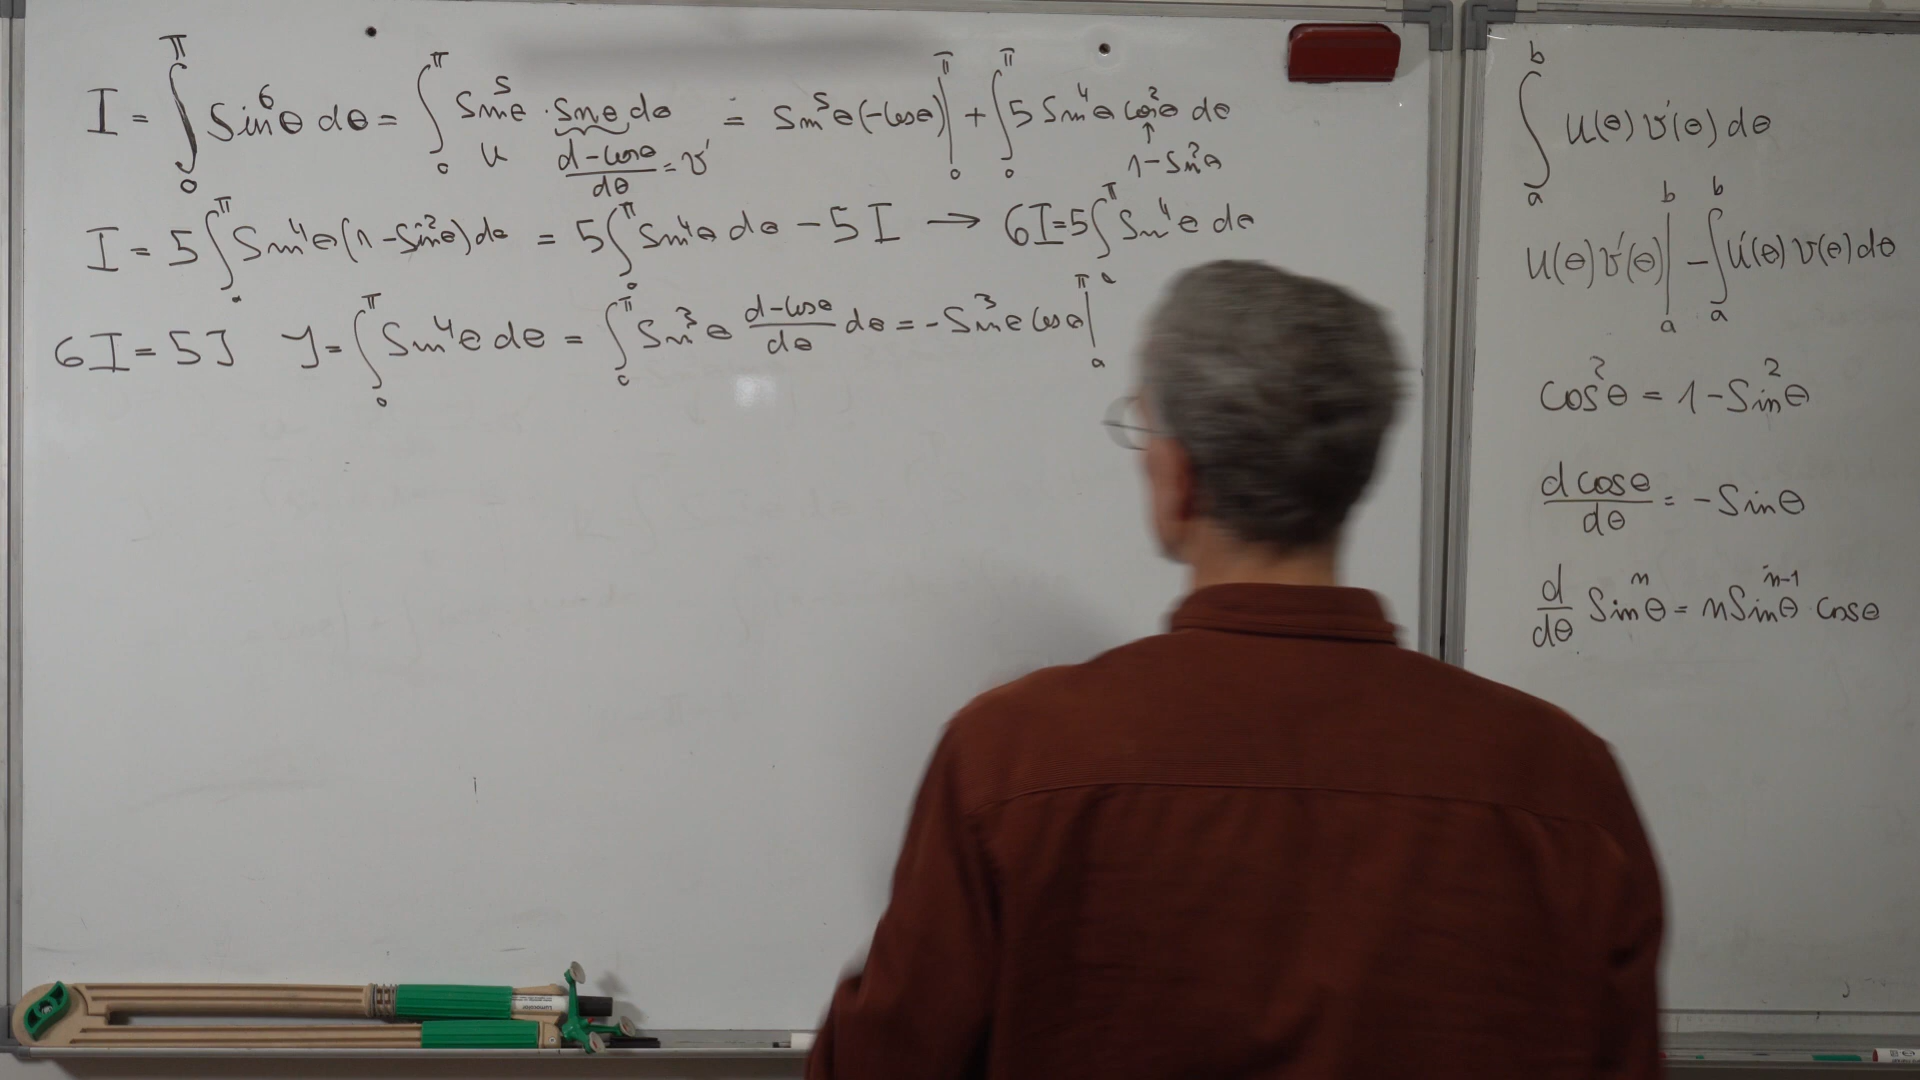 I = ∫₀^π sin⁶θ dθ = ∫₀^π sin⁵θ · sinθ dθ = sin⁵θ(-cosθ)|₀^π + ∫₀^π 5 sin⁴θ cos²θ dθ
u d-cosθ/dθ = v' ↑ 1-sin²θ
I = 5∫₀^π sin⁴θ(1-sin²θ)dθ = 5∫₀^π sin⁴θ dθ - 5I → 6I=5∫₀^π sin⁴θ dθ
6I = 5J J = ∫₀^π sin⁴θ dθ = ∫₀^π sin³θ d-cosθ/dθ dθ = -sin³θ cosθ|₀^π
∫ₐᵇ u(θ)v'(θ)dθ
u(θ)v'(θ)|ₐᵇ - ∫ₐᵇ u'(θ)v(θ)dθ
cos²θ = 1-sin²θ
d cosθ/dθ = -sinθ
d/dθ sinⁿθ = n sinⁿ⁻¹θ cosθ